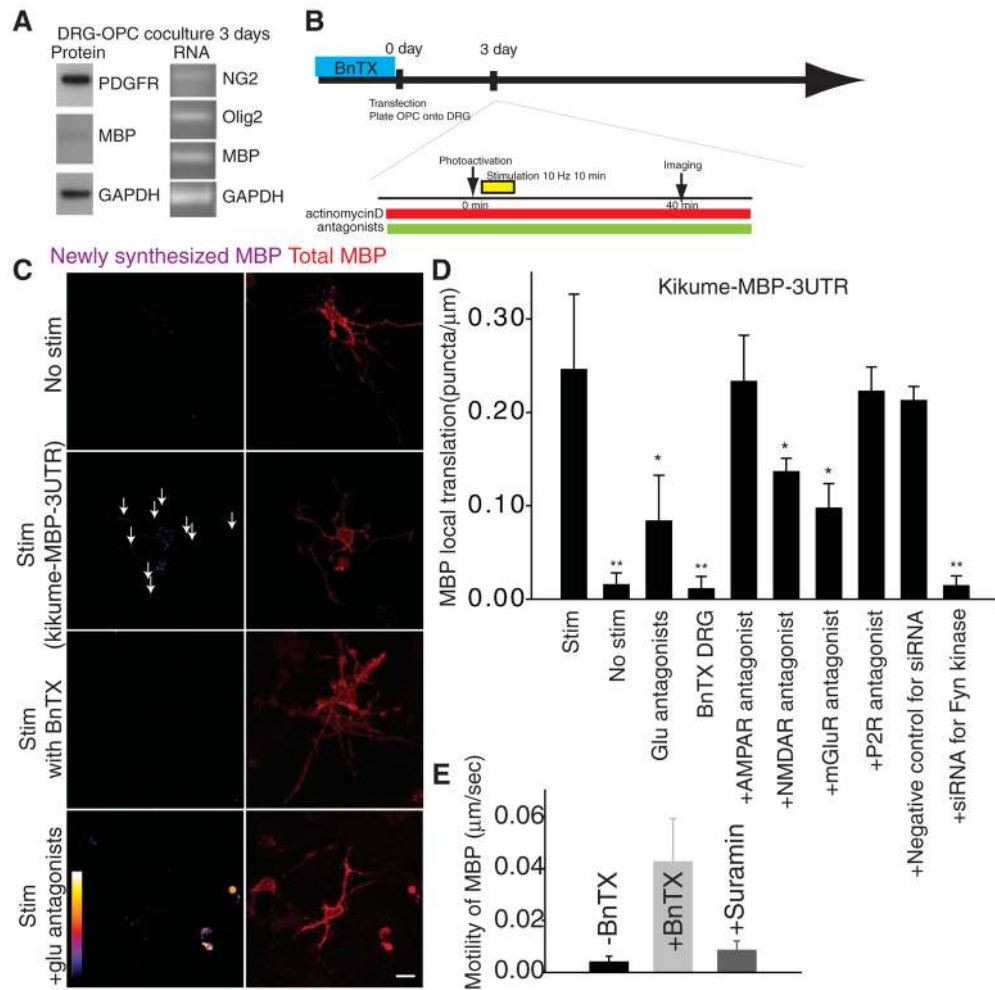 A
DRG-OPC coculture 3 days
Protein RNA
PDGFR
MBP
GAPDH
NG2
Olig2
MBP
GAPDH
B
BnTX
0 day
3 day
Transfection
Plate OPC onto DRG
Photoactivation
Stimulation 10 Hz 10 min
Imaging
0 min
40 min
actinomycinD
antagonists
C
Newly synthesized MBP Total MBP
No stim
Stim
(kikume-MBP-3UTR)
Stim
with BnTX
Stim
+glu antagonists
D
Kikume-MBP-3UTR
MBP local translation(puncta/μm)
0.30
0.20
0.10
0.00
**
*
**
*
*
**
Stim
No stim
Glu antagonists
BnTX DRG
+AMPAR antagonist
+NMDAR antagonist
+mGluR antagonist
+P2R antagonist
+Negative control for siRNA
+siRNA for Fyn kinase
E
Motility of MBP (μm/sec)
0.06
0.04
0.02
0.00
-BnTX
+BnTX
+Suramin